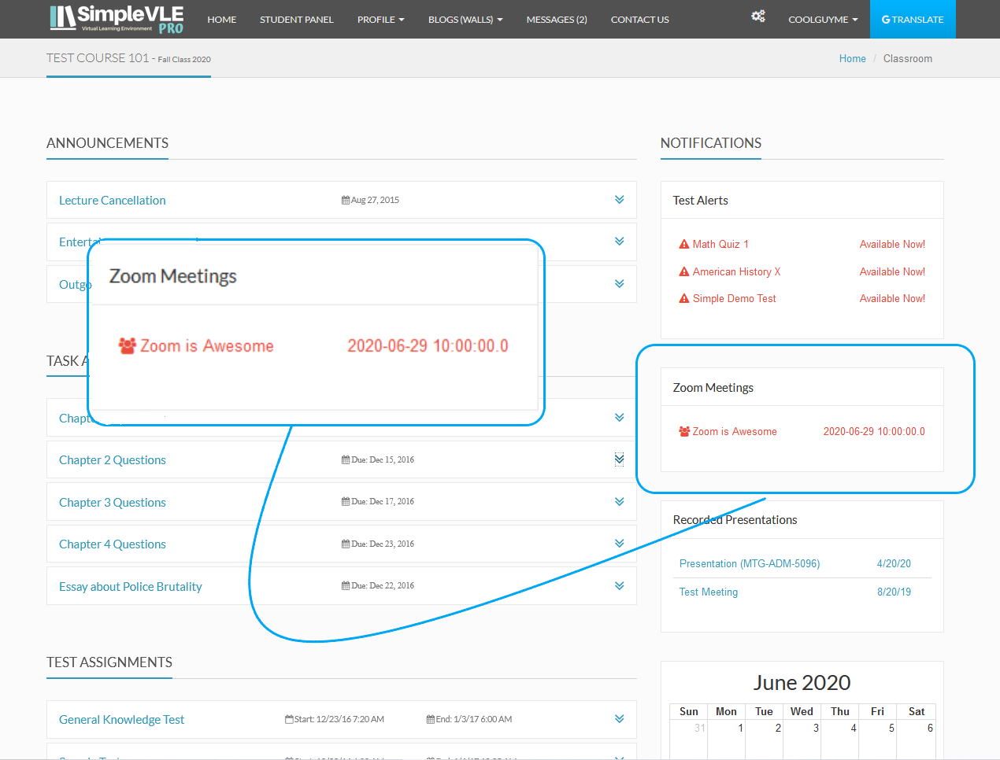 SimpleVLE
Virtual Learning Environment PRO
HOME STUDENT PANEL PROFILE BLOGS (WALLS) MESSAGES (2) CONTACT US COOLGUYME G TRANSLATE
TEST COURSE 101 - Fall Class 2020
Home / Classroom
ANNOUNCEMENTS
Lecture Cancellation Aug 27, 2015
Zoom Meetings
Zoom is Awesome 2020-06-29 10:00:00.0
TASK
Chapter 2 Questions Due: Dec 15, 2016
Chapter 3 Questions Due: Dec 17, 2016
Chapter 4 Questions Due: Dec 23, 2016
Essay about Police Brutality Due: Dec 22, 2016
TEST ASSIGNMENTS
General Knowledge Test Start: 12/23/16 7:20 AM End: 1/3/17 6:00 AM
NOTIFICATIONS
Test Alerts
Math Quiz 1 Available Now!
American History X Available Now!
Simple Demo Test Available Now!
Zoom Meetings
Zoom is Awesome 2020-06-29 10:00:00.0
Recorded Presentations
Presentation (MTG-ADM-5096) 4/20/20
Test Meeting 8/20/19
June 2020
Sun Mon Tue Wed Thu Fri Sat
31 1 2 3 4 5 6